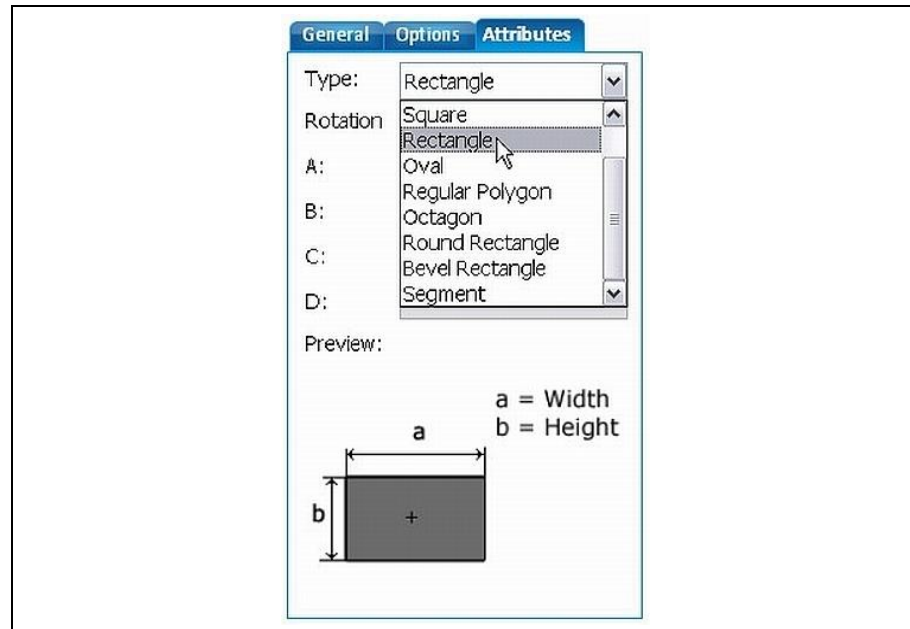 General Options Attributes
Type: Rectangle
Rotation
Square
Rectangle
Oval
Regular Polygon
Octagon
Round Rectangle
Bevel Rectangle
Segment
A:
B:
C:
D:
Preview:
a = Width
b = Height
a
b